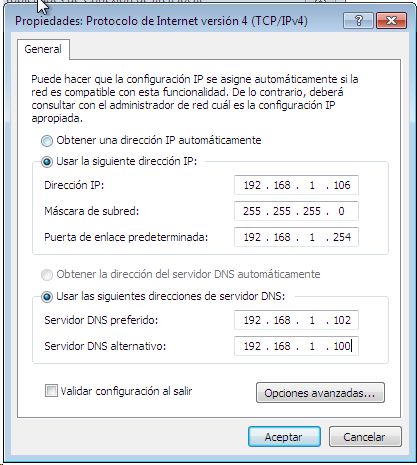 Propiedades: Protocolo de Internet versión 4 (TCP/IPv4)
General
Puede hacer que la configuración IP se asigne automáticamente si la
red es compatible con esta funcionalidad. De lo contrario, deberá
consultar con el administrador de red cuál es la configuración IP
apropiada.
Obtener una dirección IP automáticamente
Usar la siguiente dirección IP:
Dirección IP: 192 . 168 . 1 . 106
Máscara de subred: 255 . 255 . 255 . 0
Puerta de enlace predeterminada: 192 . 168 . 1 . 254
Obtener la dirección del servidor DNS automáticamente
Usar las siguientes direcciones de servidor DNS:
Servidor DNS preferido: 192 . 168 . 1 . 102
Servidor DNS alternativo: 192 . 168 . 1 . 100
Validar configuración al salir
Opciones avanzadas...
Aceptar Cancelar